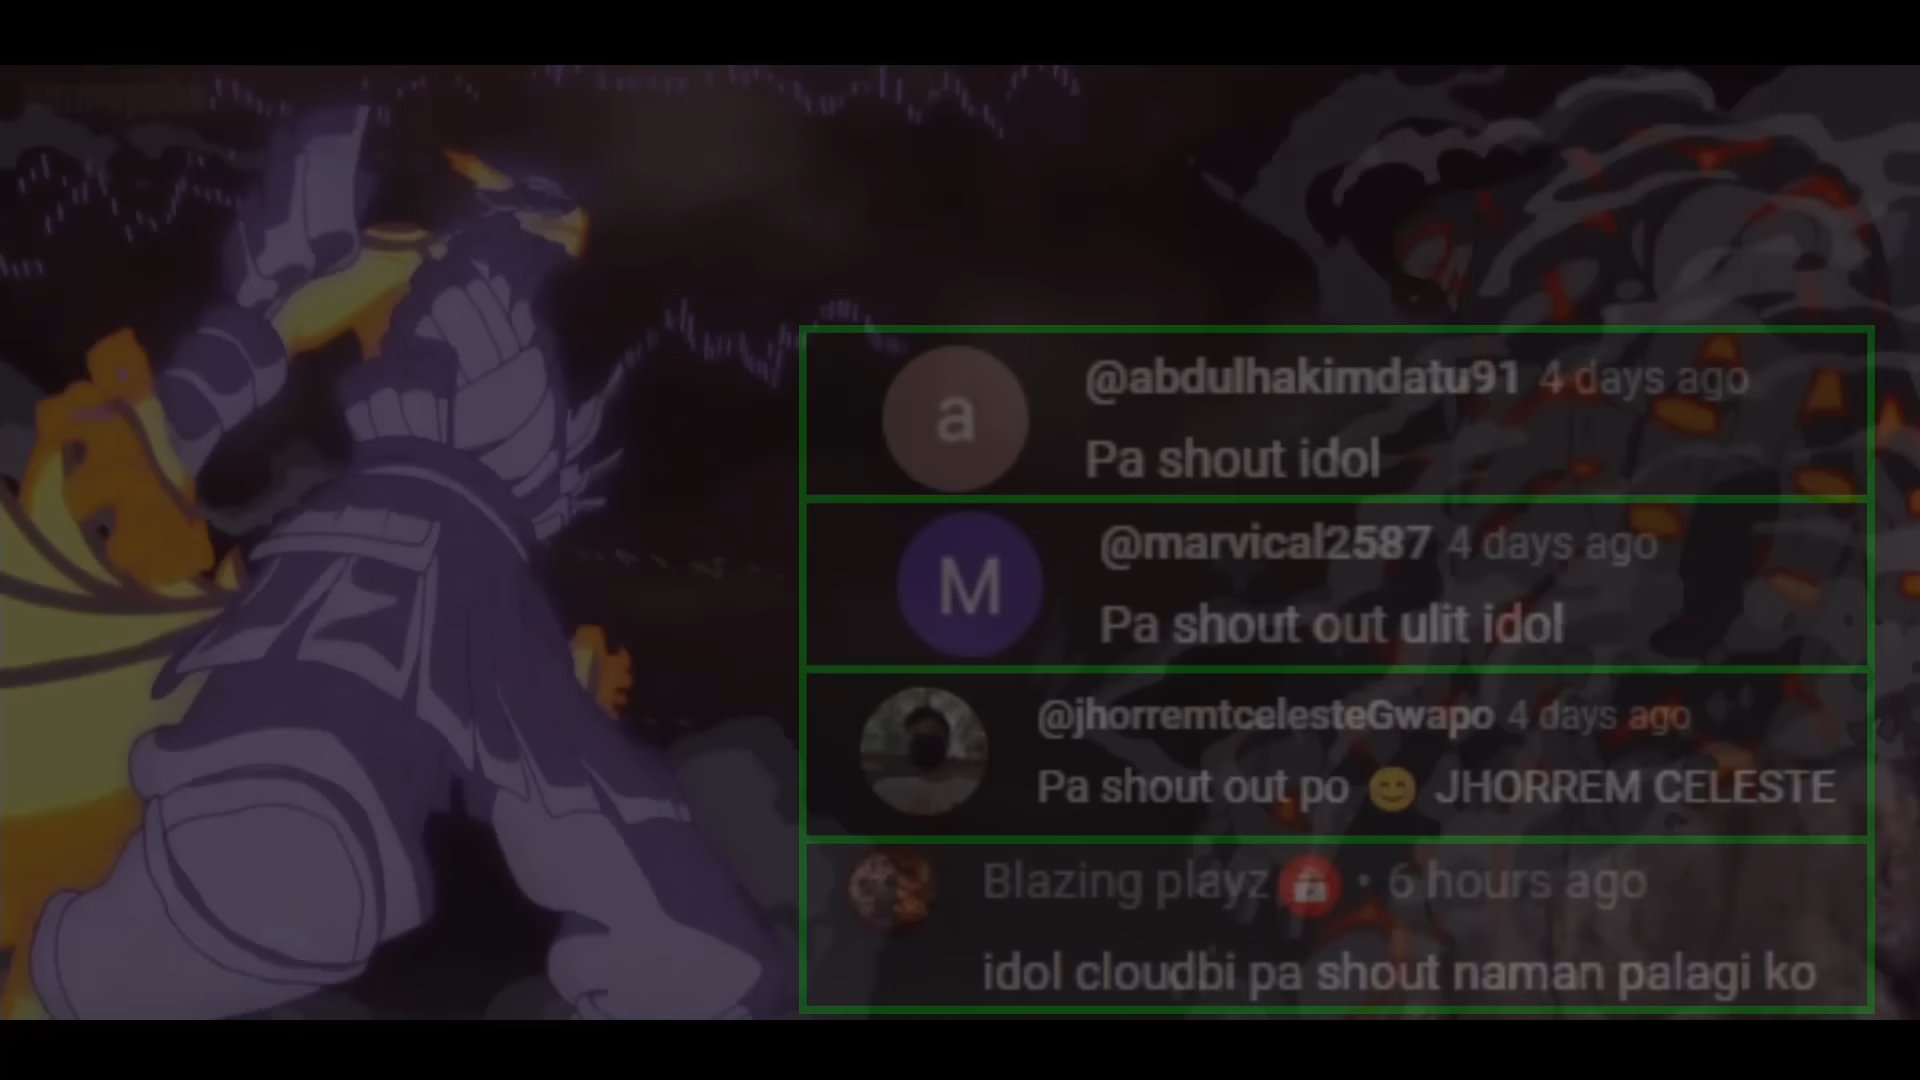 a
@abdulhakimdatu91 4 days ago
Pa shout idol
M
@marvical2587 4 days ago
Pa shout out ulit idol
@jhorremtcelesteGwapo 4 days ago
Pa shout out po 😊 JHORREM CELESTE
Blazing playz • 6 hours ago
idol cloudbi pa shout naman palagi ko